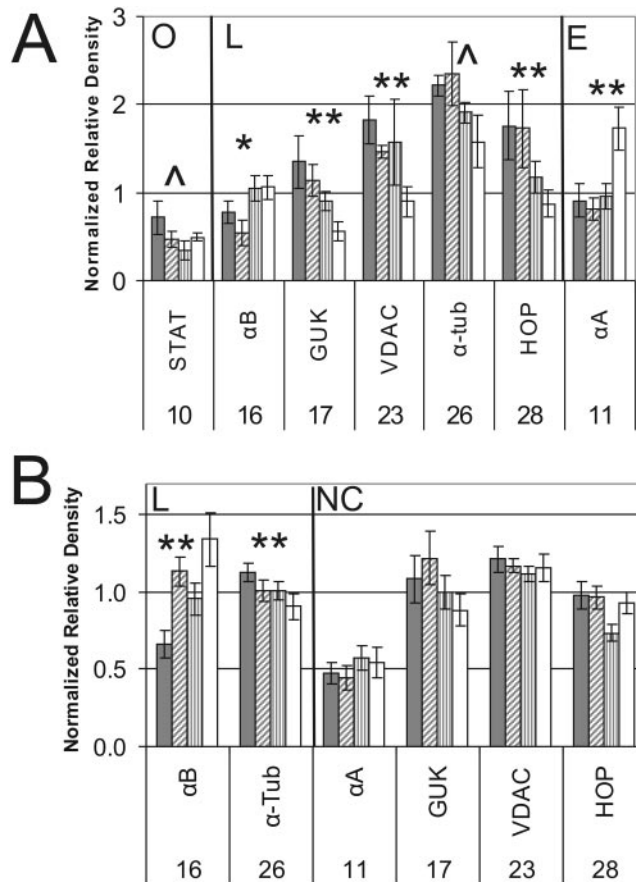 A
Normalized Relative Density
3
2
1
0
O L E
^ * ** ** ^ ** **
STAT αB GUK VDAC α-tub HOP αA
10 16 17 23 26 28 11
B
Normalized Relative Density
1.5
1.0
0.5
0.0
L NC
** **
αB α-Tub αA GUK VDAC HOP
16 26 11 17 23 28